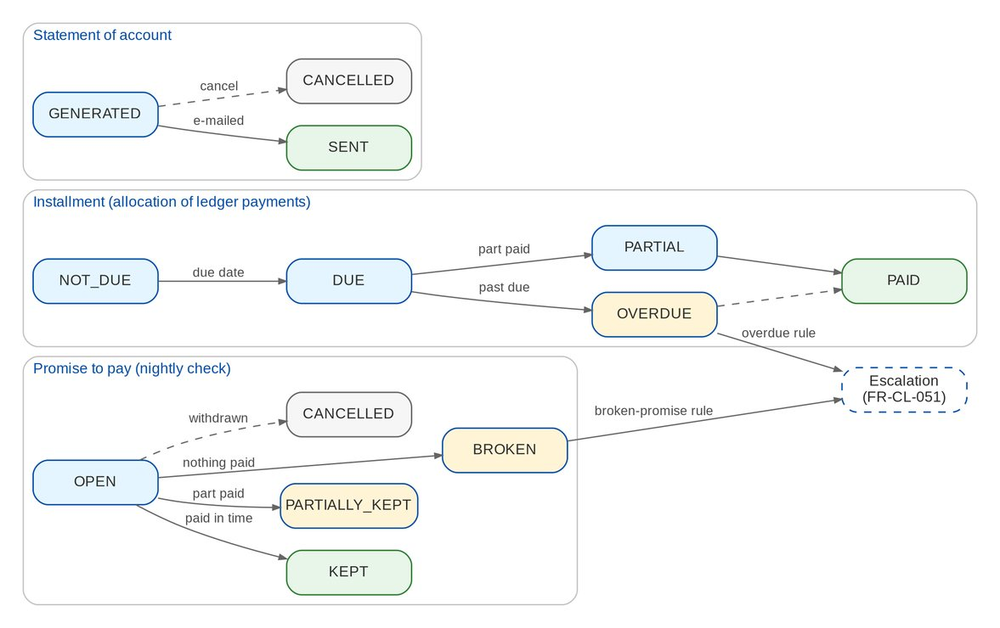 Statement of account
GENERATED
cancel
CANCELLED
e-mailed
SENT
Installment (allocation of ledger payments)
NOT_DUE
due date
DUE
part paid
PARTIAL
past due
OVERDUE
PAID
overdue rule
Escalation
(FR-CL-051)
Promise to pay (nightly check)
OPEN
withdrawn
CANCELLED
nothing paid
BROKEN
broken-promise rule
part paid
PARTIALLY_KEPT
paid in time
KEPT